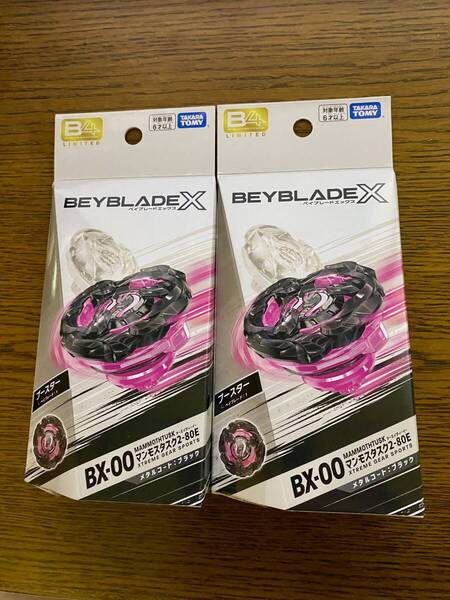 B4
LIMITED
対象年齢
6才以上
TAKARA
TOMY
BEYBLADE X
ベイブレードエックス
ブースター
BX-00
MAMMOTHTUSK
マンモスタスク2-80E
XTREME GEAR SPORTS
メタルコート:ブラック
B4
LIMITED
対象年齢
6才以上
TAKARA
TOMY
BEYBLADE X
ベイブレードエックス
ブースター
BX-00
MAMMOTHTUSK
マンモスタスク2-80E
XTREME GEAR SPORTS
メタルコート:ブラック